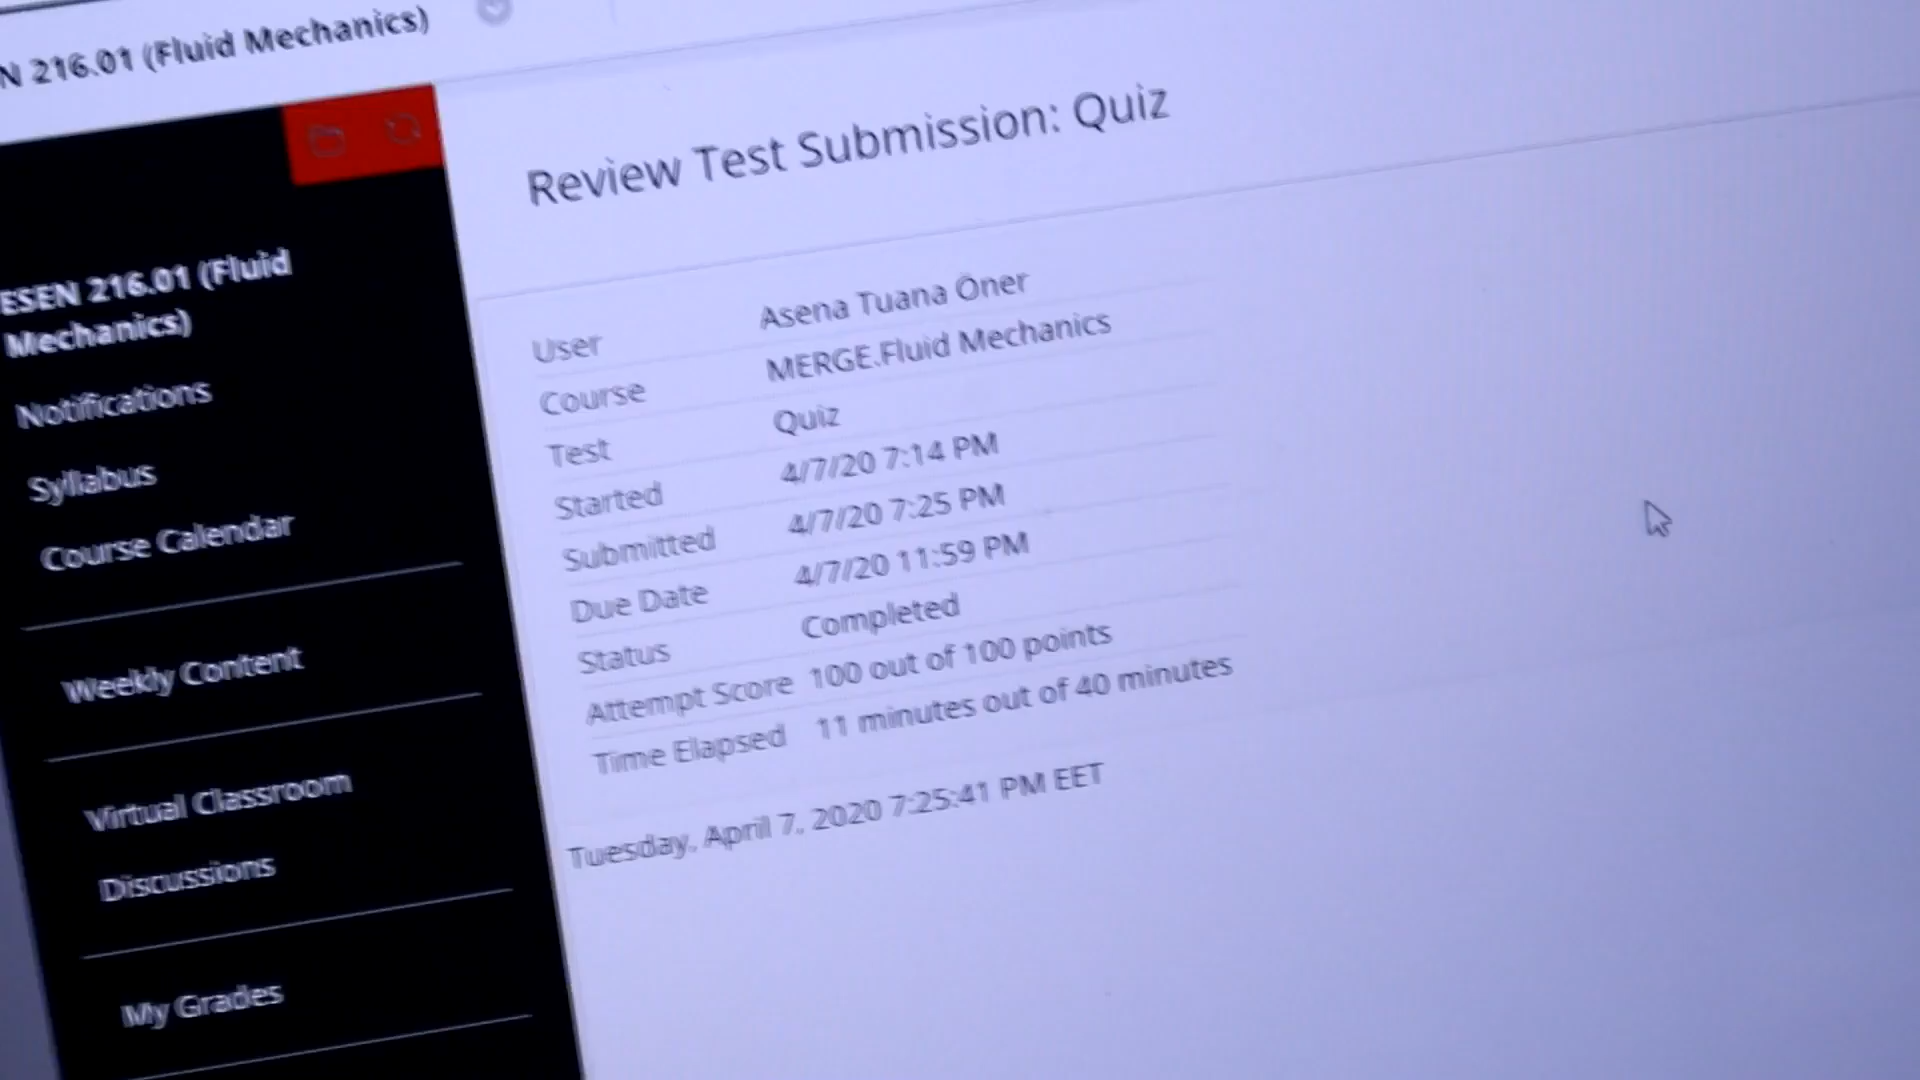 N 216.01 (Fluid Mechanics)
Review Test Submission: Quiz
ESEN 216.01 (Fluid
Mechanics)
Notifications
Syllabus
Course Calendar
Weekly Content
Virtual Classroom
Discussions
My Grades
User Asena Tuana Öner
Course MERGE.Fluid Mechanics
Test Quiz
Started 4/7/20 7:14 PM
Submitted 4/7/20 7:25 PM
Due Date 4/7/20 11:59 PM
Status Completed
Attempt Score 100 out of 100 points
Time Elapsed 11 minutes out of 40 minutes
Tuesday, April 7, 2020 7:25:41 PM EET